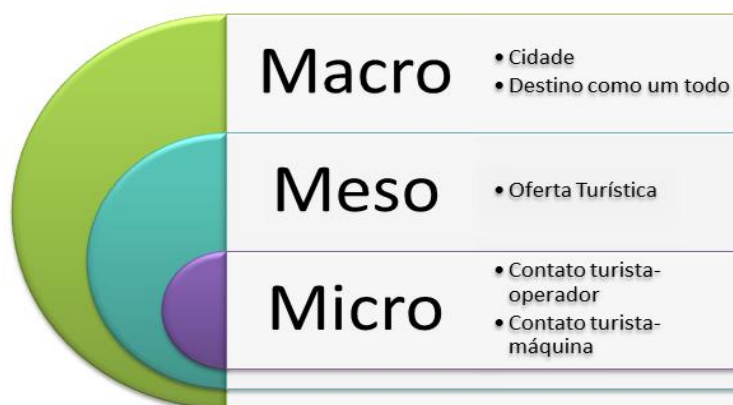 Macro
• Cidade
• Destino como um todo
Meso
• Oferta Turística
Micro
• Contato turista-
operador
• Contato turista-
máquina